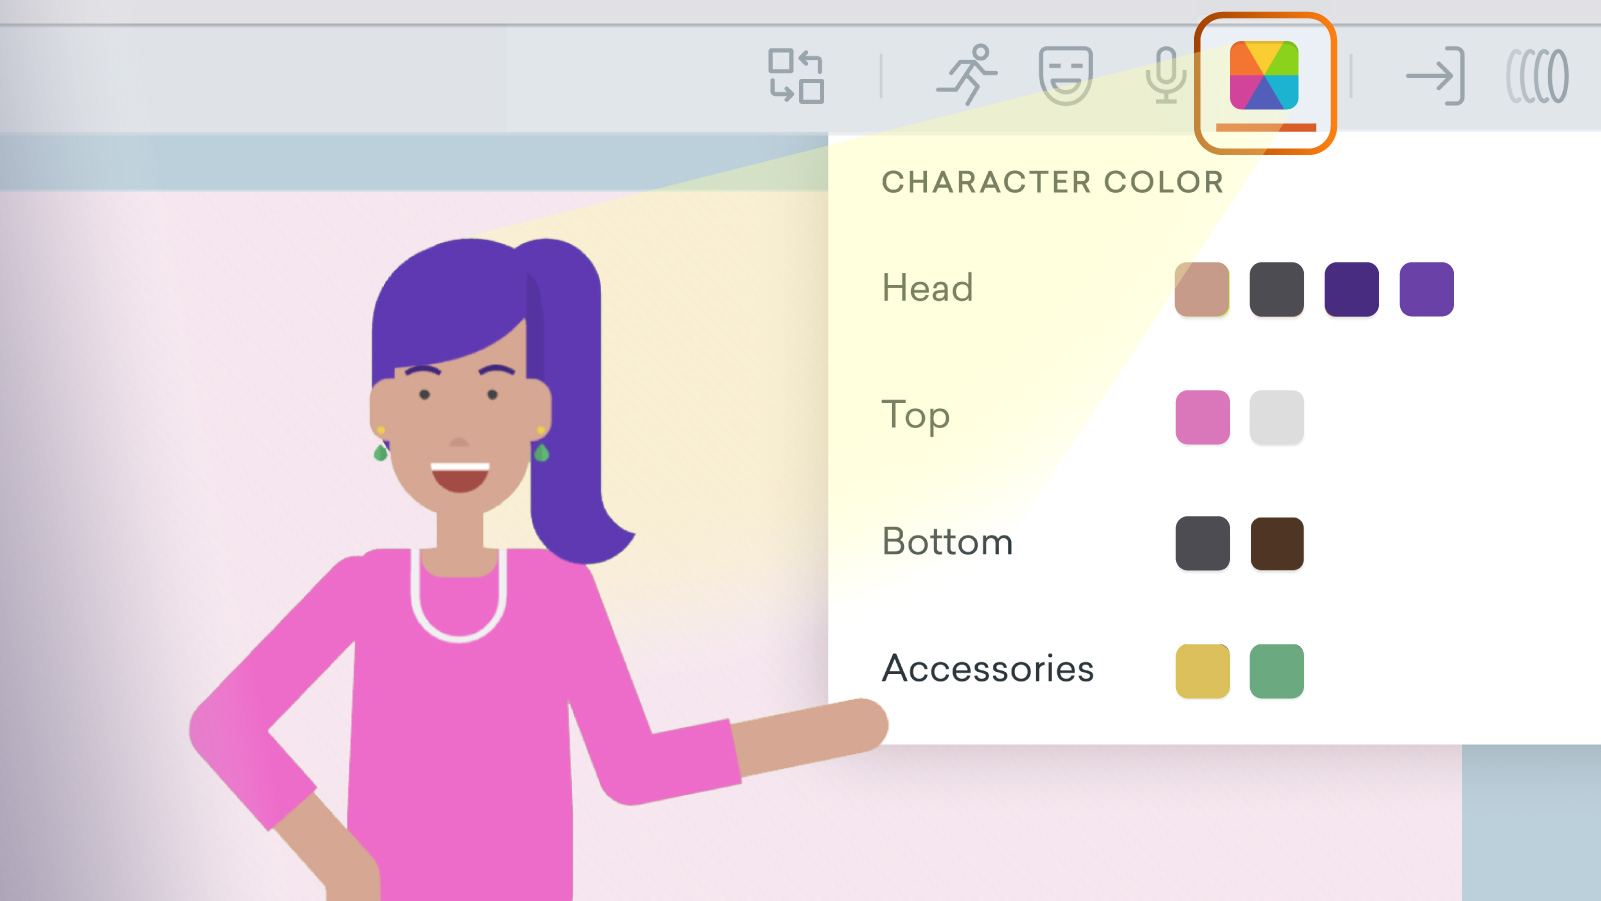 CHARACTER COLOR
Head
Top
Bottom
Accessories